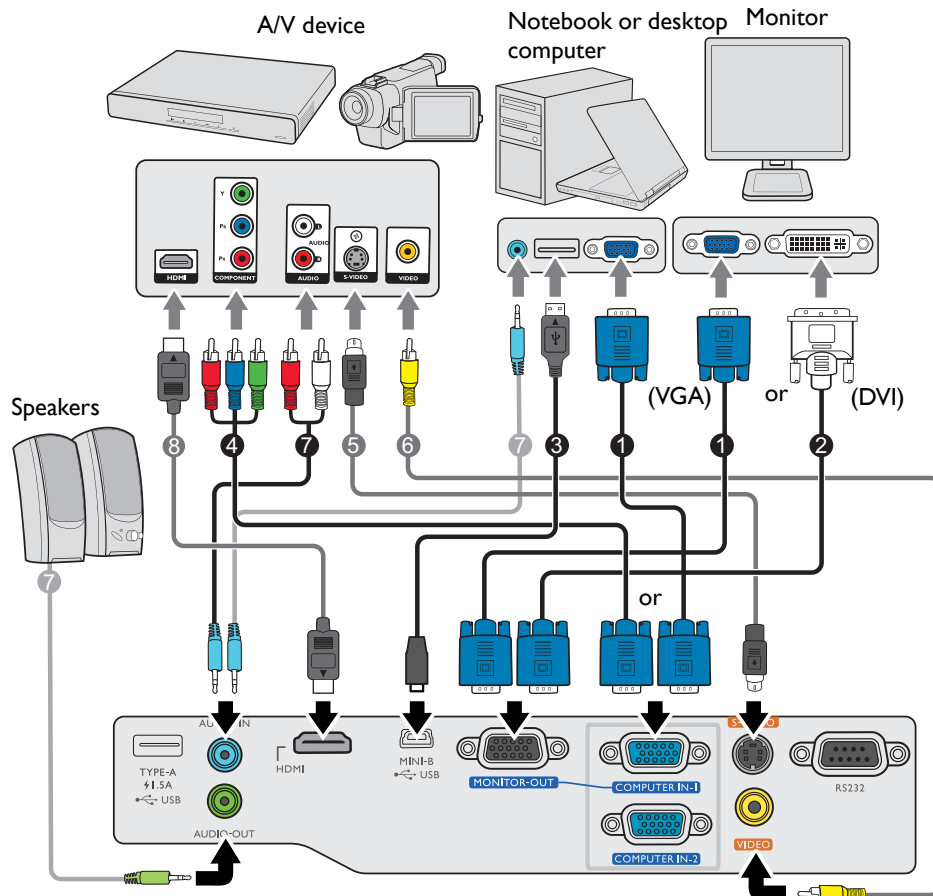 A/V device
Notebook or desktop
computer
Monitor
Y
PB
PR
L
AUDIO
R
HDMI
COMPONENT
AUDIO
S-VIDEO
VIDEO
(VGA)
or
(DVI)
Speakers
8
4
7
5
6
7
3
1
1
2
7
or
AUDIO IN
S-VIDEO
HDMI
MINI-B
USB
TYPE-A
1.5A
USB
MONITOR-OUT
COMPUTER IN-1
RS232
AUDIO-OUT
VIDEO
COMPUTER IN-2